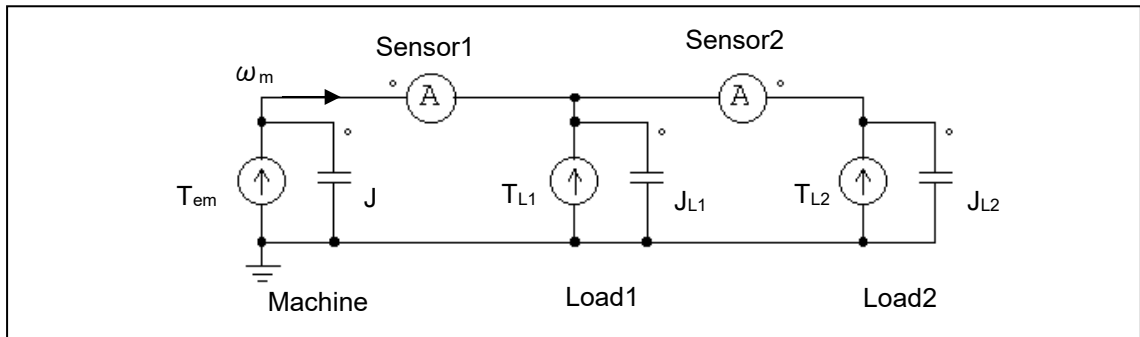 Sensor1
Sensor2
ωm
A
A
Tem
J
TL1
JL1
TL2
JL2
Machine
Load1
Load2